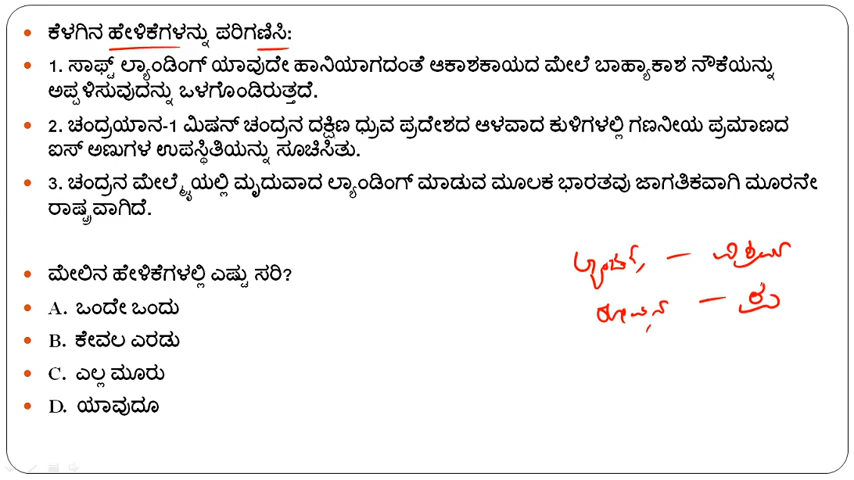 ಕೆಳಗಿನ ಹೇಳಿಕೆಗಳನ್ನು ಪರಿಗಣಿಸಿ:
1. ಸಾಫ್ಟ್ ಲ್ಯಾಂಡಿಂಗ್ ಯಾವುದೇ ಹಾನಿಯಾಗದಂತೆ ಆಕಾಶಕಾಯದ ಮೇಲೆ ಬಾಹ್ಯಾಕಾಶ ನೌಕೆಯನ್ನು
ಅಪ್ಪಳಿಸುವುದನ್ನು ಒಳಗೊಂಡಿರುತ್ತದೆ.
2. ಚಂದ್ರಯಾನ-1 ಮಿಷನ್ ಚಂದ್ರನ ದಕ್ಷಿಣ ಧ್ರುವ ಪ್ರದೇಶದ ಆಳವಾದ ಕುಳಿಗಳಲ್ಲಿ ಗಣನೀಯ ಪ್ರಮಾಣದ
ಐಸ್ ಅಣುಗಳ ಉಪಸ್ಥಿತಿಯನ್ನು ಸೂಚಿಸಿತು.
3. ಚಂದ್ರನ ಮೇಲ್ಮೈಯಲ್ಲಿ ಮೃದುವಾದ ಲ್ಯಾಂಡಿಂಗ್ ಮಾಡುವ ಮೂಲಕ ಭಾರತವು ಜಾಗತಿಕವಾಗಿ ಮೂರನೇ
ರಾಷ್ಟ್ರವಾಗಿದೆ.
ಮೇಲಿನ ಹೇಳಿಕೆಗಳಲ್ಲಿ ಎಷ್ಟು ಸರಿ?
A. ಒಂದೇ ಒಂದು
B. ಕೇವಲ ಎರಡು
C. ಎಲ್ಲ ಮೂರು
D. ಯಾವುದೂ